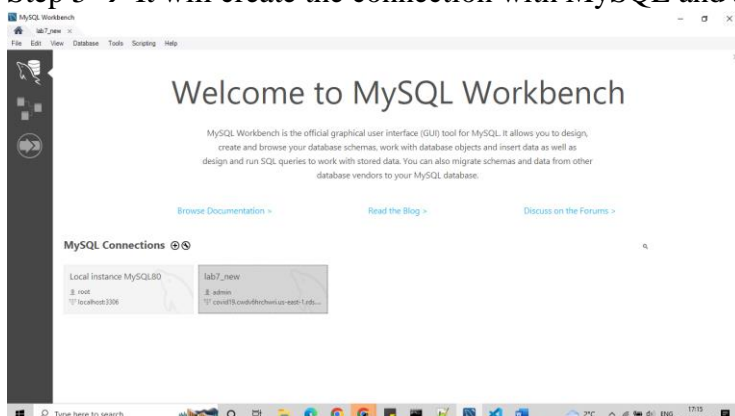 Step 3 → It will create the connection with MySQL and
MySQL Workbench
lab7_new ×
File Edit View Database Tools Scripting Help
Welcome to MySQL Workbench
MySQL Workbench is the official graphical user interface (GUI) tool for MySQL. It allows you to design,
create and browse your database schemas, work with database objects and insert data as well as
design and run SQL queries to work with stored data. You can also migrate schemas and data from other
database vendors to your MySQL database.
Browse Documentation > Read the Blog > Discuss on the Forums >
MySQL Connections
Local instance MySQL80 lab7_new
root admin
localhost:3306
Type here to search 2°C ENG 17:15